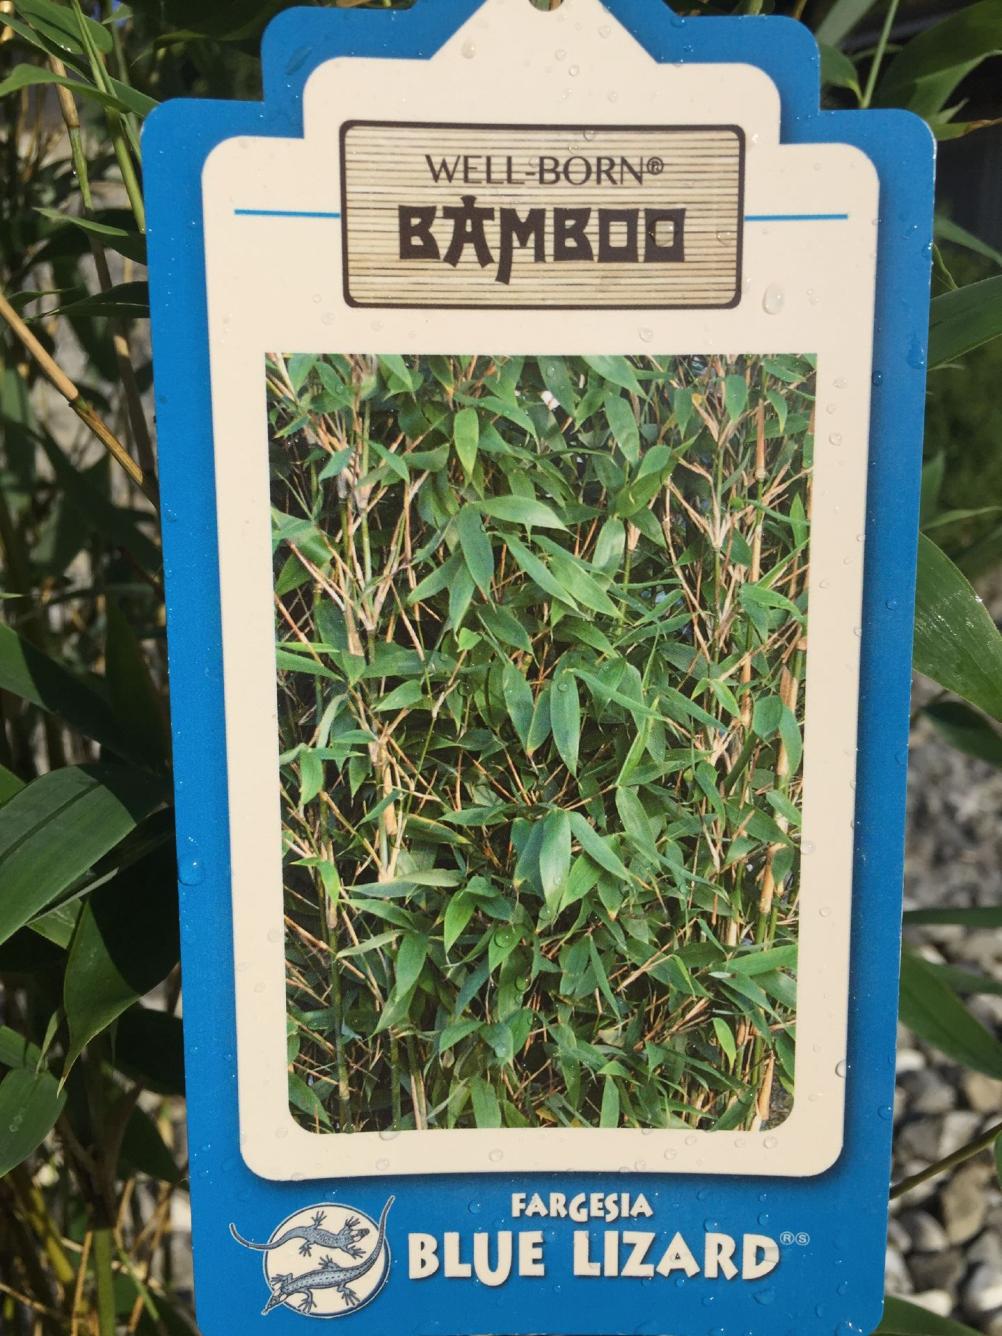 WELL-BORN®
BAMBOO
FARGESIA
BLUE LIZARD®Ⓢ